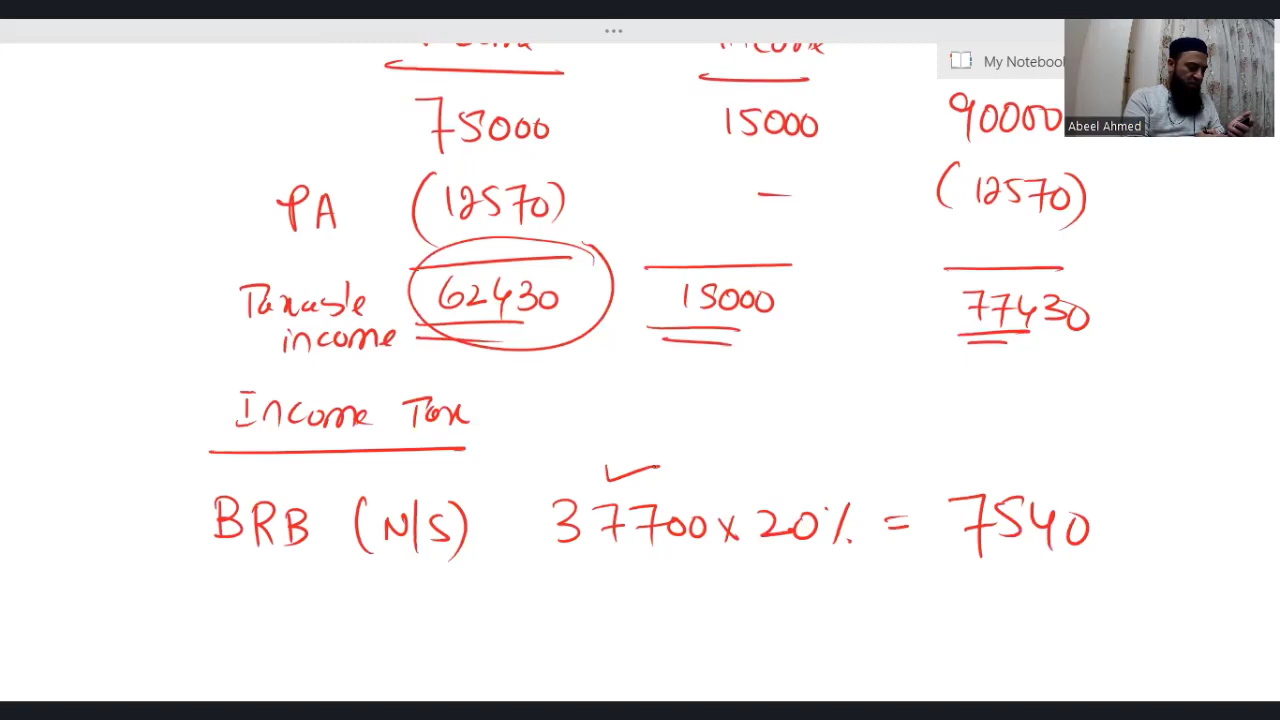 My Notebook
75000 15000 90000
Abeel Ahmed
PA (12570) – (12570)
Taxable income 62430 15000 77430
Income Tax
BRB (N/S) 37700 x 20% = 7540